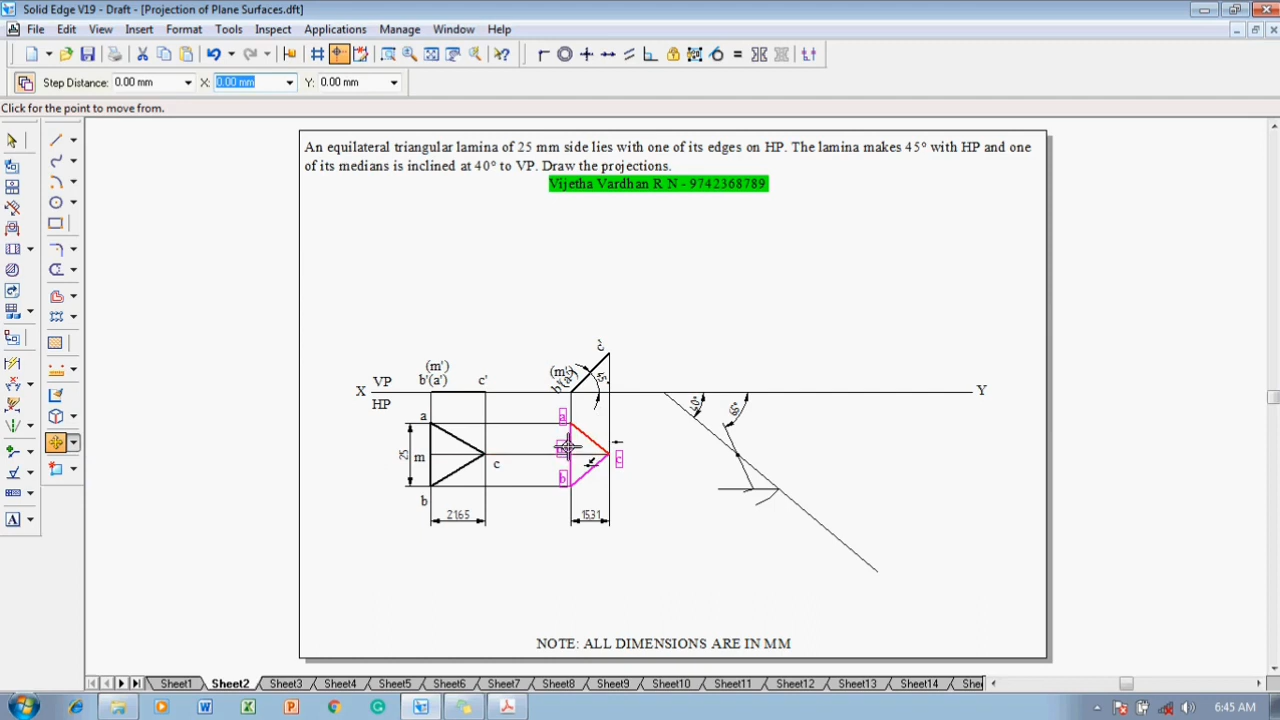 Solid Edge V19 - Draft - [Projection of Plane Surfaces.dft]
File Edit View Insert Format Tools Inspect Applications Manage Window Help
Step Distance: 0.00 mm X: 0.00 mm Y: 0.00 mm
Click for the point to move from.
An equilateral triangular lamina of 25 mm side lies with one of its edges on HP. The lamina makes 45° with HP and one
of its medians is inclined at 40° to VP. Draw the projections.
Vijetha Vardhan R N - 9742368789
c'
(m') (m')
VP b'(a') c' b'(a') 45°
X Y
HP 40°
a a
25 m c c
b b
21.65 15.31
NOTE: ALL DIMENSIONS ARE IN MM
Sheet1 Sheet2 Sheet3 Sheet4 Sheet5 Sheet6 Sheet7 Sheet8 Sheet9 Sheet10 Sheet11 Sheet12 Sheet13 Sheet14 Shee
6:45 AM